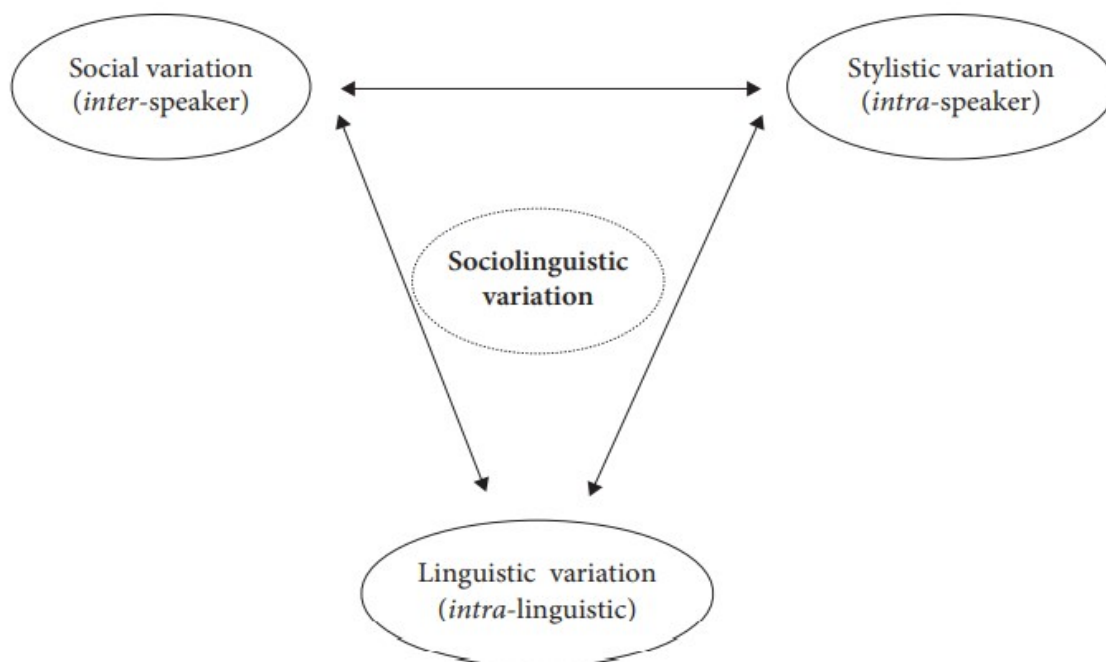 Social variation
(inter-speaker)
Stylistic variation
(intra-speaker)
Sociolinguistic
variation
Linguistic variation
(intra-linguistic)